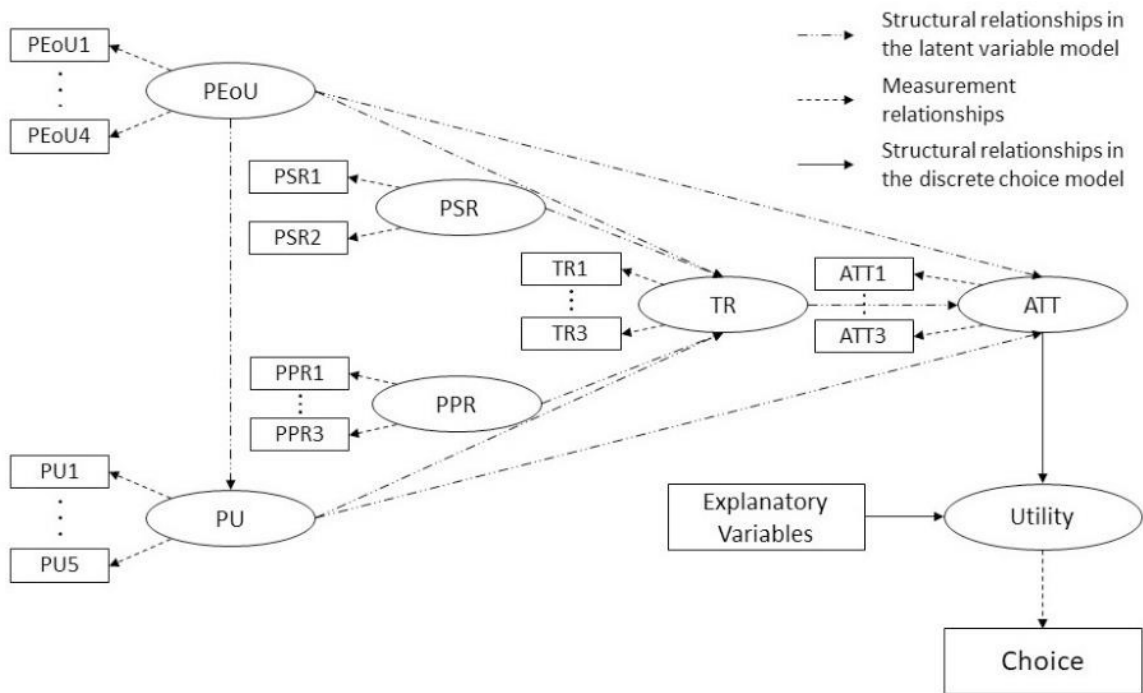 PEoU1
PEoU4
PEoU
Structural relationships in
the latent variable model
Measurement
relationships
Structural relationships in
the discrete choice model
PSR1
PSR2
PSR
TR1
TR3
TR
ATT1
ATT3
ATT
PPR1
PPR3
PPR
PU1
PU5
PU
Explanatory
Variables
Utility
Choice